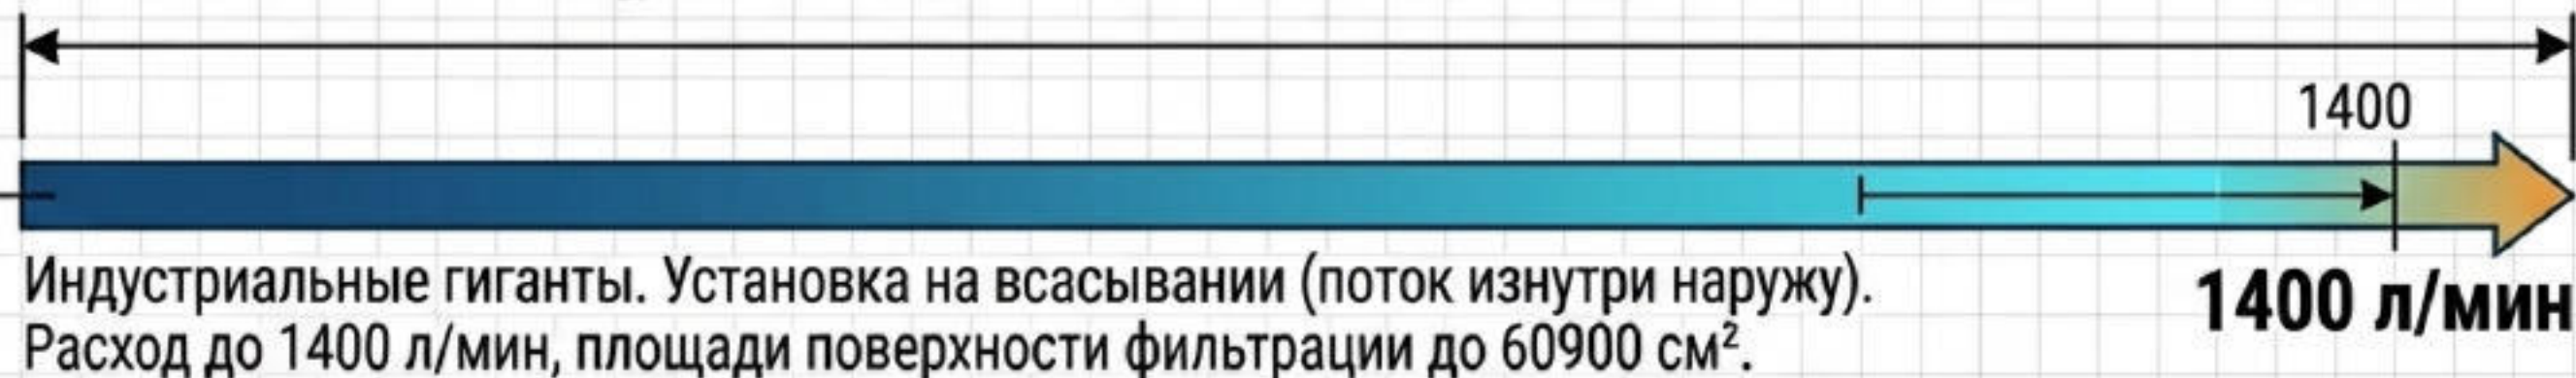 1400
Индустриальные гиганты. Установка на всасывании (поток изнутри наружу).
Расход до 1400 л/мин, площади поверхности фильтрации до 60900 см².
1400 л/мин